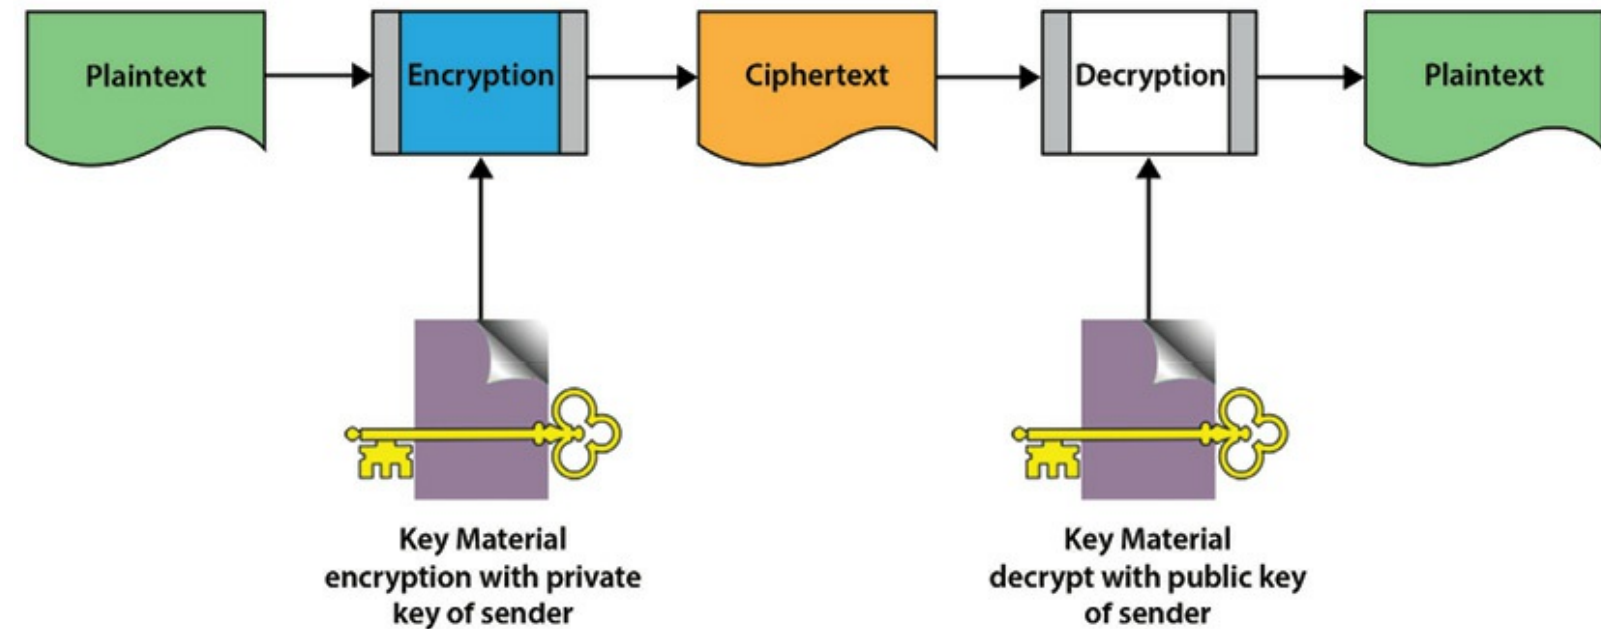 Plaintext
Encryption
Ciphertext
Decryption
Plaintext
Key Material
encryption with private
key of sender
Key Material
decrypt with public key
of sender